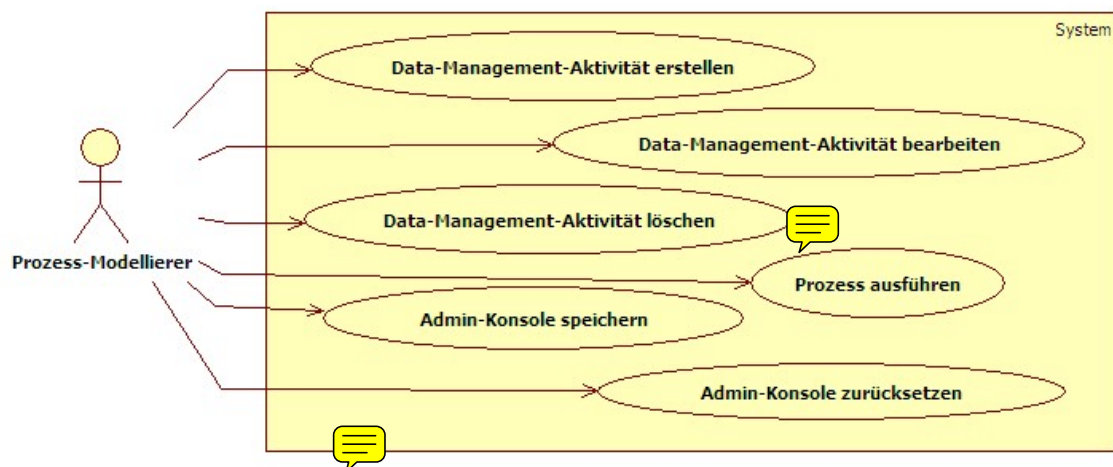 System
Data-Management-Aktivität erstellen
Data-Management-Aktivität bearbeiten
Data-Management-Aktivität löschen
Prozess-Modellierer
Prozess ausführen
Admin-Konsole speichern
Admin-Konsole zurücksetzen